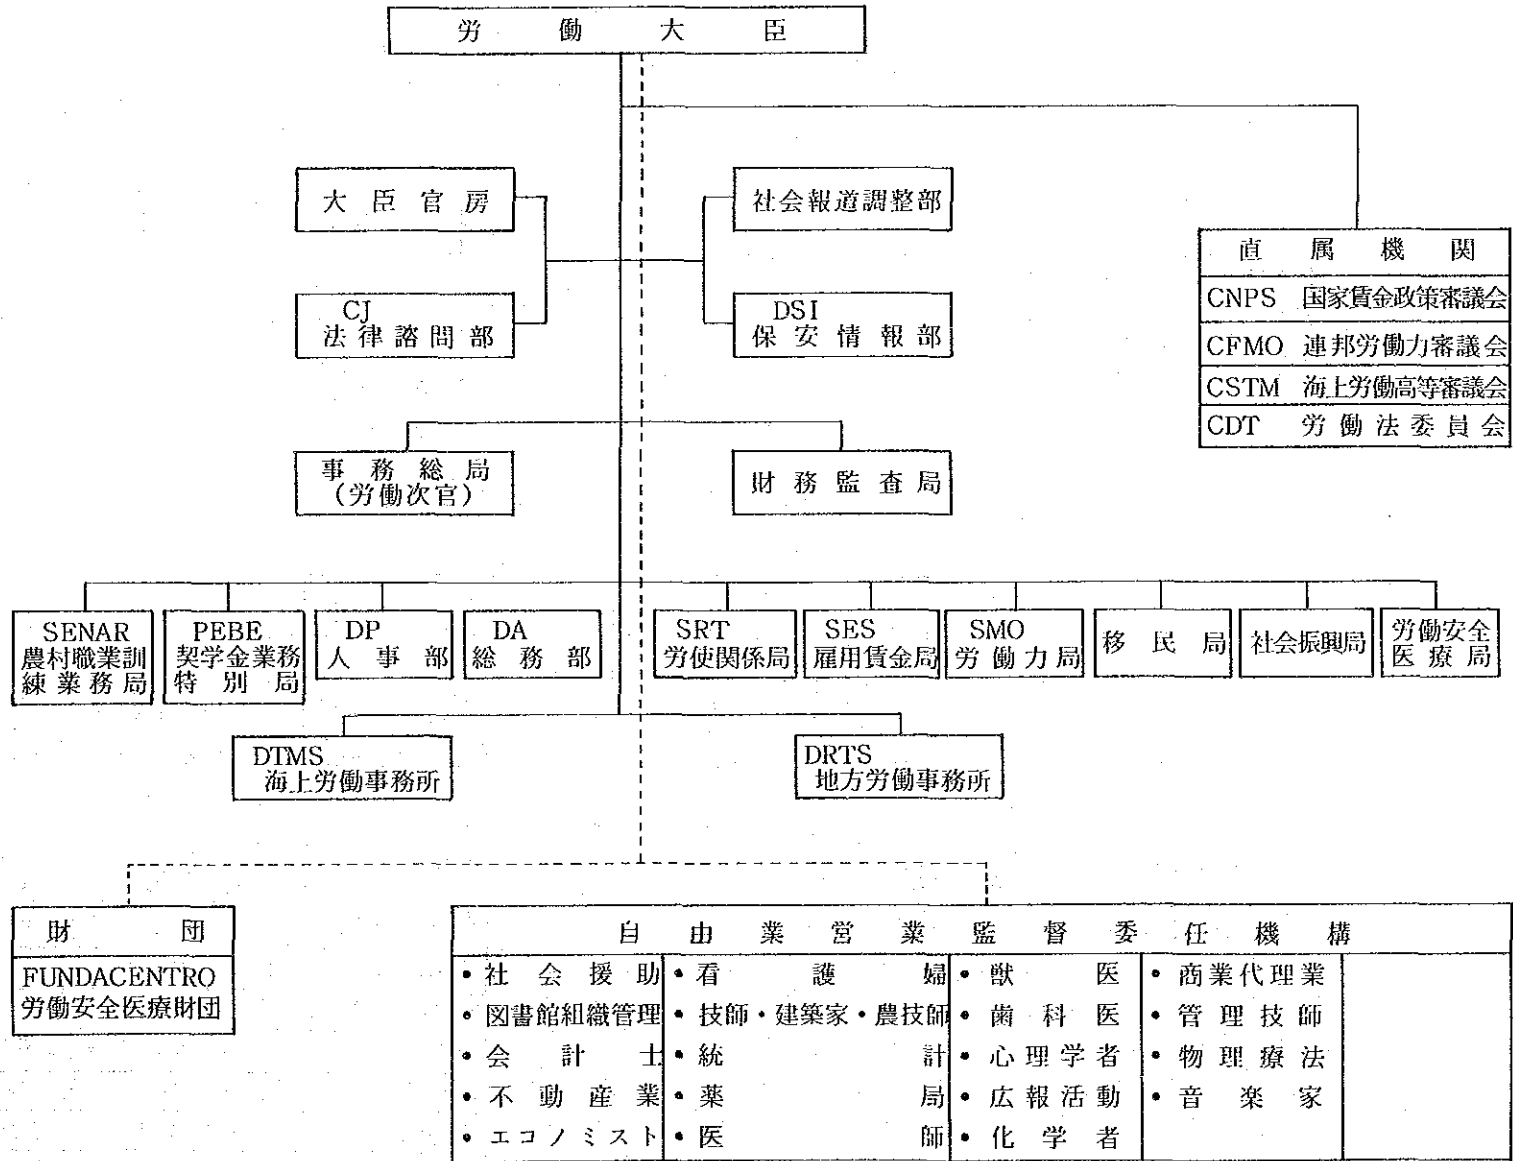 労働大臣
大臣官房
社会報道調整部
CJ
法律諮問部
DSI
保安情報部
直属機関
CNPS 国家賃金政策審議会
CFMO 連邦労働力審議会
CSTM 海上労働高等審議会
CDT 労働法委員会
事務総局
(労働次官)
財務監査局
SENAR
農村職業訓
練業務局
PEBE
契学金業務
特別局
DP
人事部
DA
総務部
SRT
労使関係局
SES
雇用賃金局
SMO
労働力局
移民局
社会振興局
労働安全
医療局
DTMS
海上労働事務所
DRTS
地方労働事務所
財団
FUNDACENTRO
労働安全医療財団
自由業営業監督委任機構
・社会援助
・図書館組織管理
・会計士
・不動産業
・エコノミスト
・看護婦
・技師・建築家・農技師
・統計
・薬局
・医師
・獣医
・歯科医
・心理学者
・広報活動
・化学者
・商業代理業
・管理技師
・物理療法
・音楽家